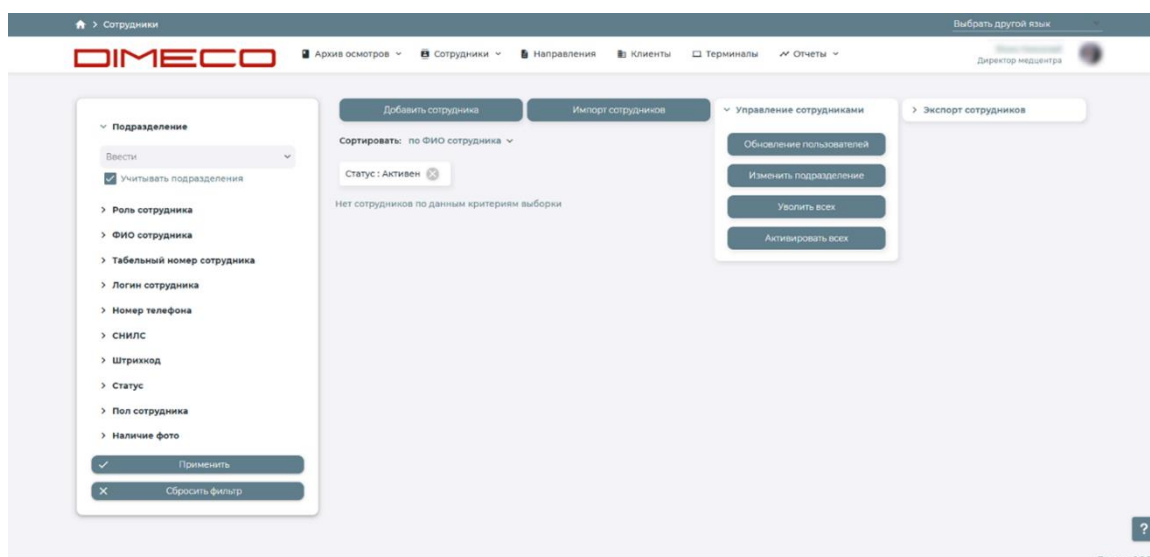 > Сотрудники
Выбрать другой язык
DIMECO
Архив осмотров
Сотрудники
Направления
Клиенты
Терминалы
Отчеты
Директор медцентра
Подразделение
Ввести
Учитывать подразделения
Роль сотрудника
ФИО сотрудника
Табельный номер сотрудника
Логин сотрудника
Номер телефона
СНИЛС
Штрихкод
Статус
Пол сотрудника
Наличие фото
Применить
Сбросить фильтр
Добавить сотрудника
Импорт сотрудников
Сортировать: по ФИО сотрудника
Статус : Активен
Нет сотрудников по данным критериям выборки
Управление сотрудниками
Обновление пользователей
Изменить подразделение
Уволить всех
Активировать всех
Экспорт сотрудников
?